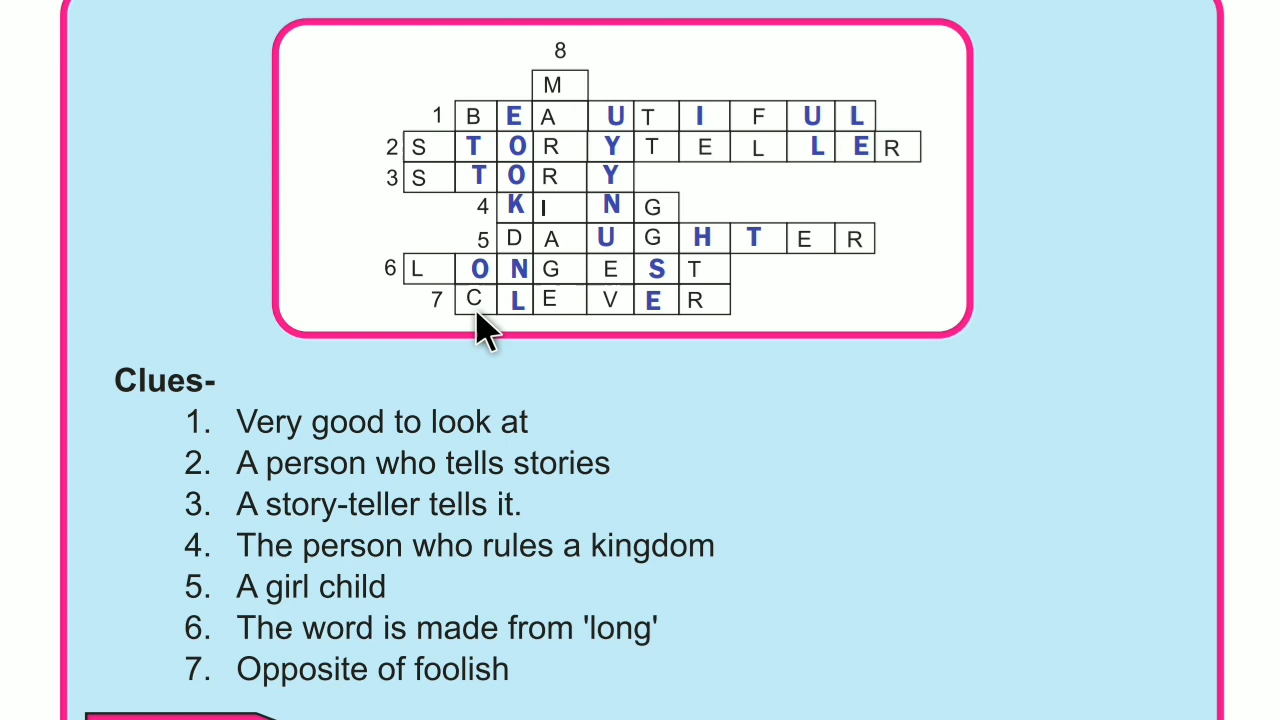 8
M
1 B E A U T I F U L
2 S T O R Y T E L L E R
3 S T O R Y
4 K I N G
5 D A U G H T E R
6 L O N G E S T
7 C L E V E R
Clues-
1. Very good to look at
2. A person who tells stories
3. A story-teller tells it.
4. The person who rules a kingdom
5. A girl child
6. The word is made from 'long'
7. Opposite of foolish